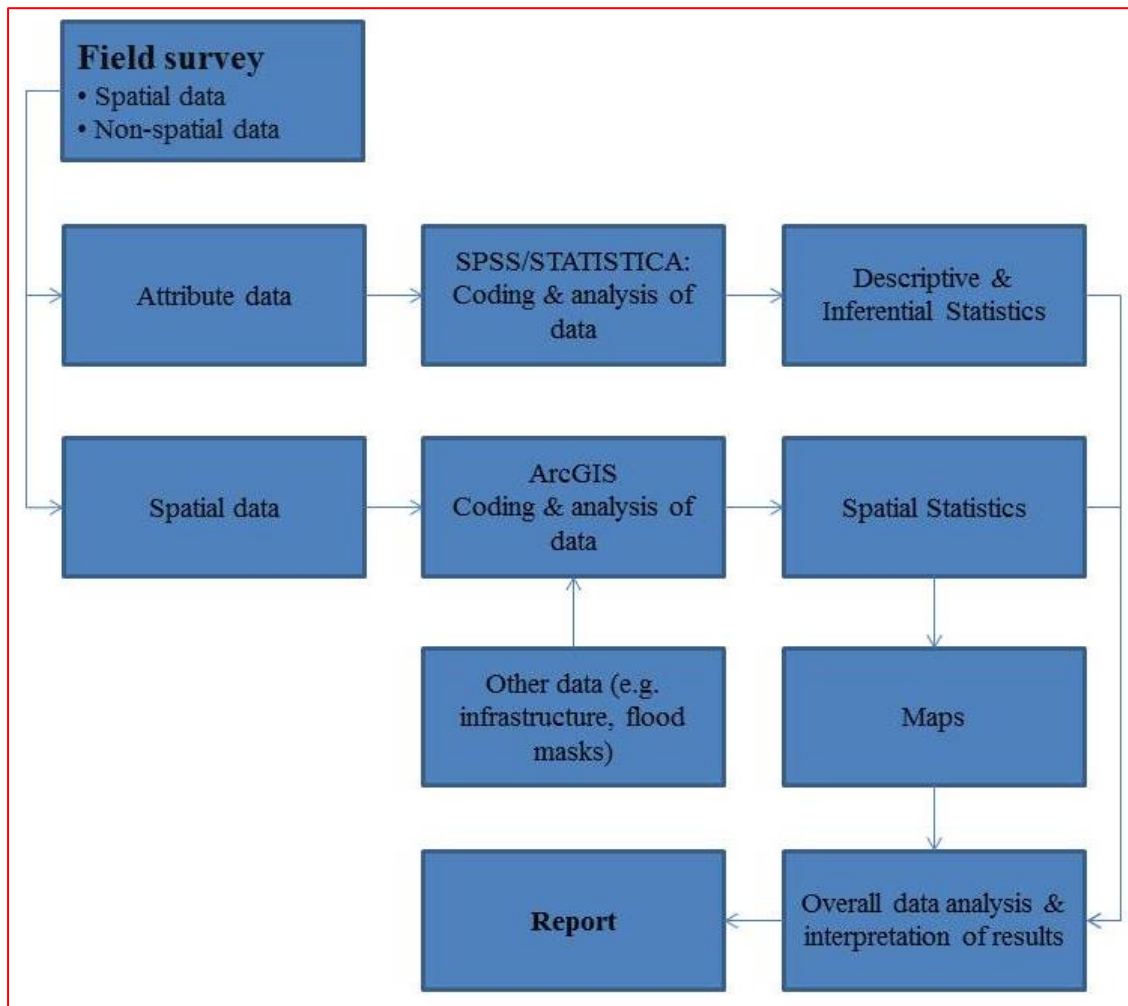 Field survey
• Spatial data
• Non-spatial data
Attribute data
SPSS/STATISTICA:
Coding & analysis of
data
Descriptive &
Inferential Statistics
Spatial data
ArcGIS
Coding & analysis of
data
Spatial Statistics
Other data (e.g.
infrastructure, flood
masks)
Maps
Report
Overall data analysis &
interpretation of results